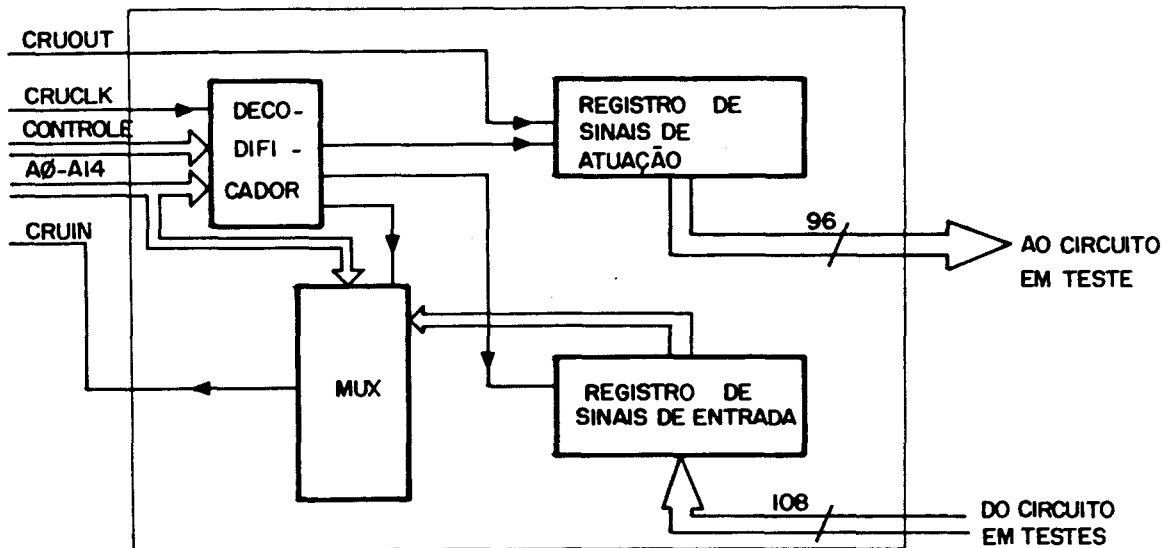 CRUOUT
CRUCLK
CONTROLE
AØ-A14
CRUIN
DECO-
DIFI-
CADOR
REGISTRO DE
SINAIS DE
ATUAÇÃO
96
AO CIRCUITO
EM TESTE
MUX
REGISTRO DE
SINAIS DE ENTRADA
108
DO CIRCUITO
EM TESTES